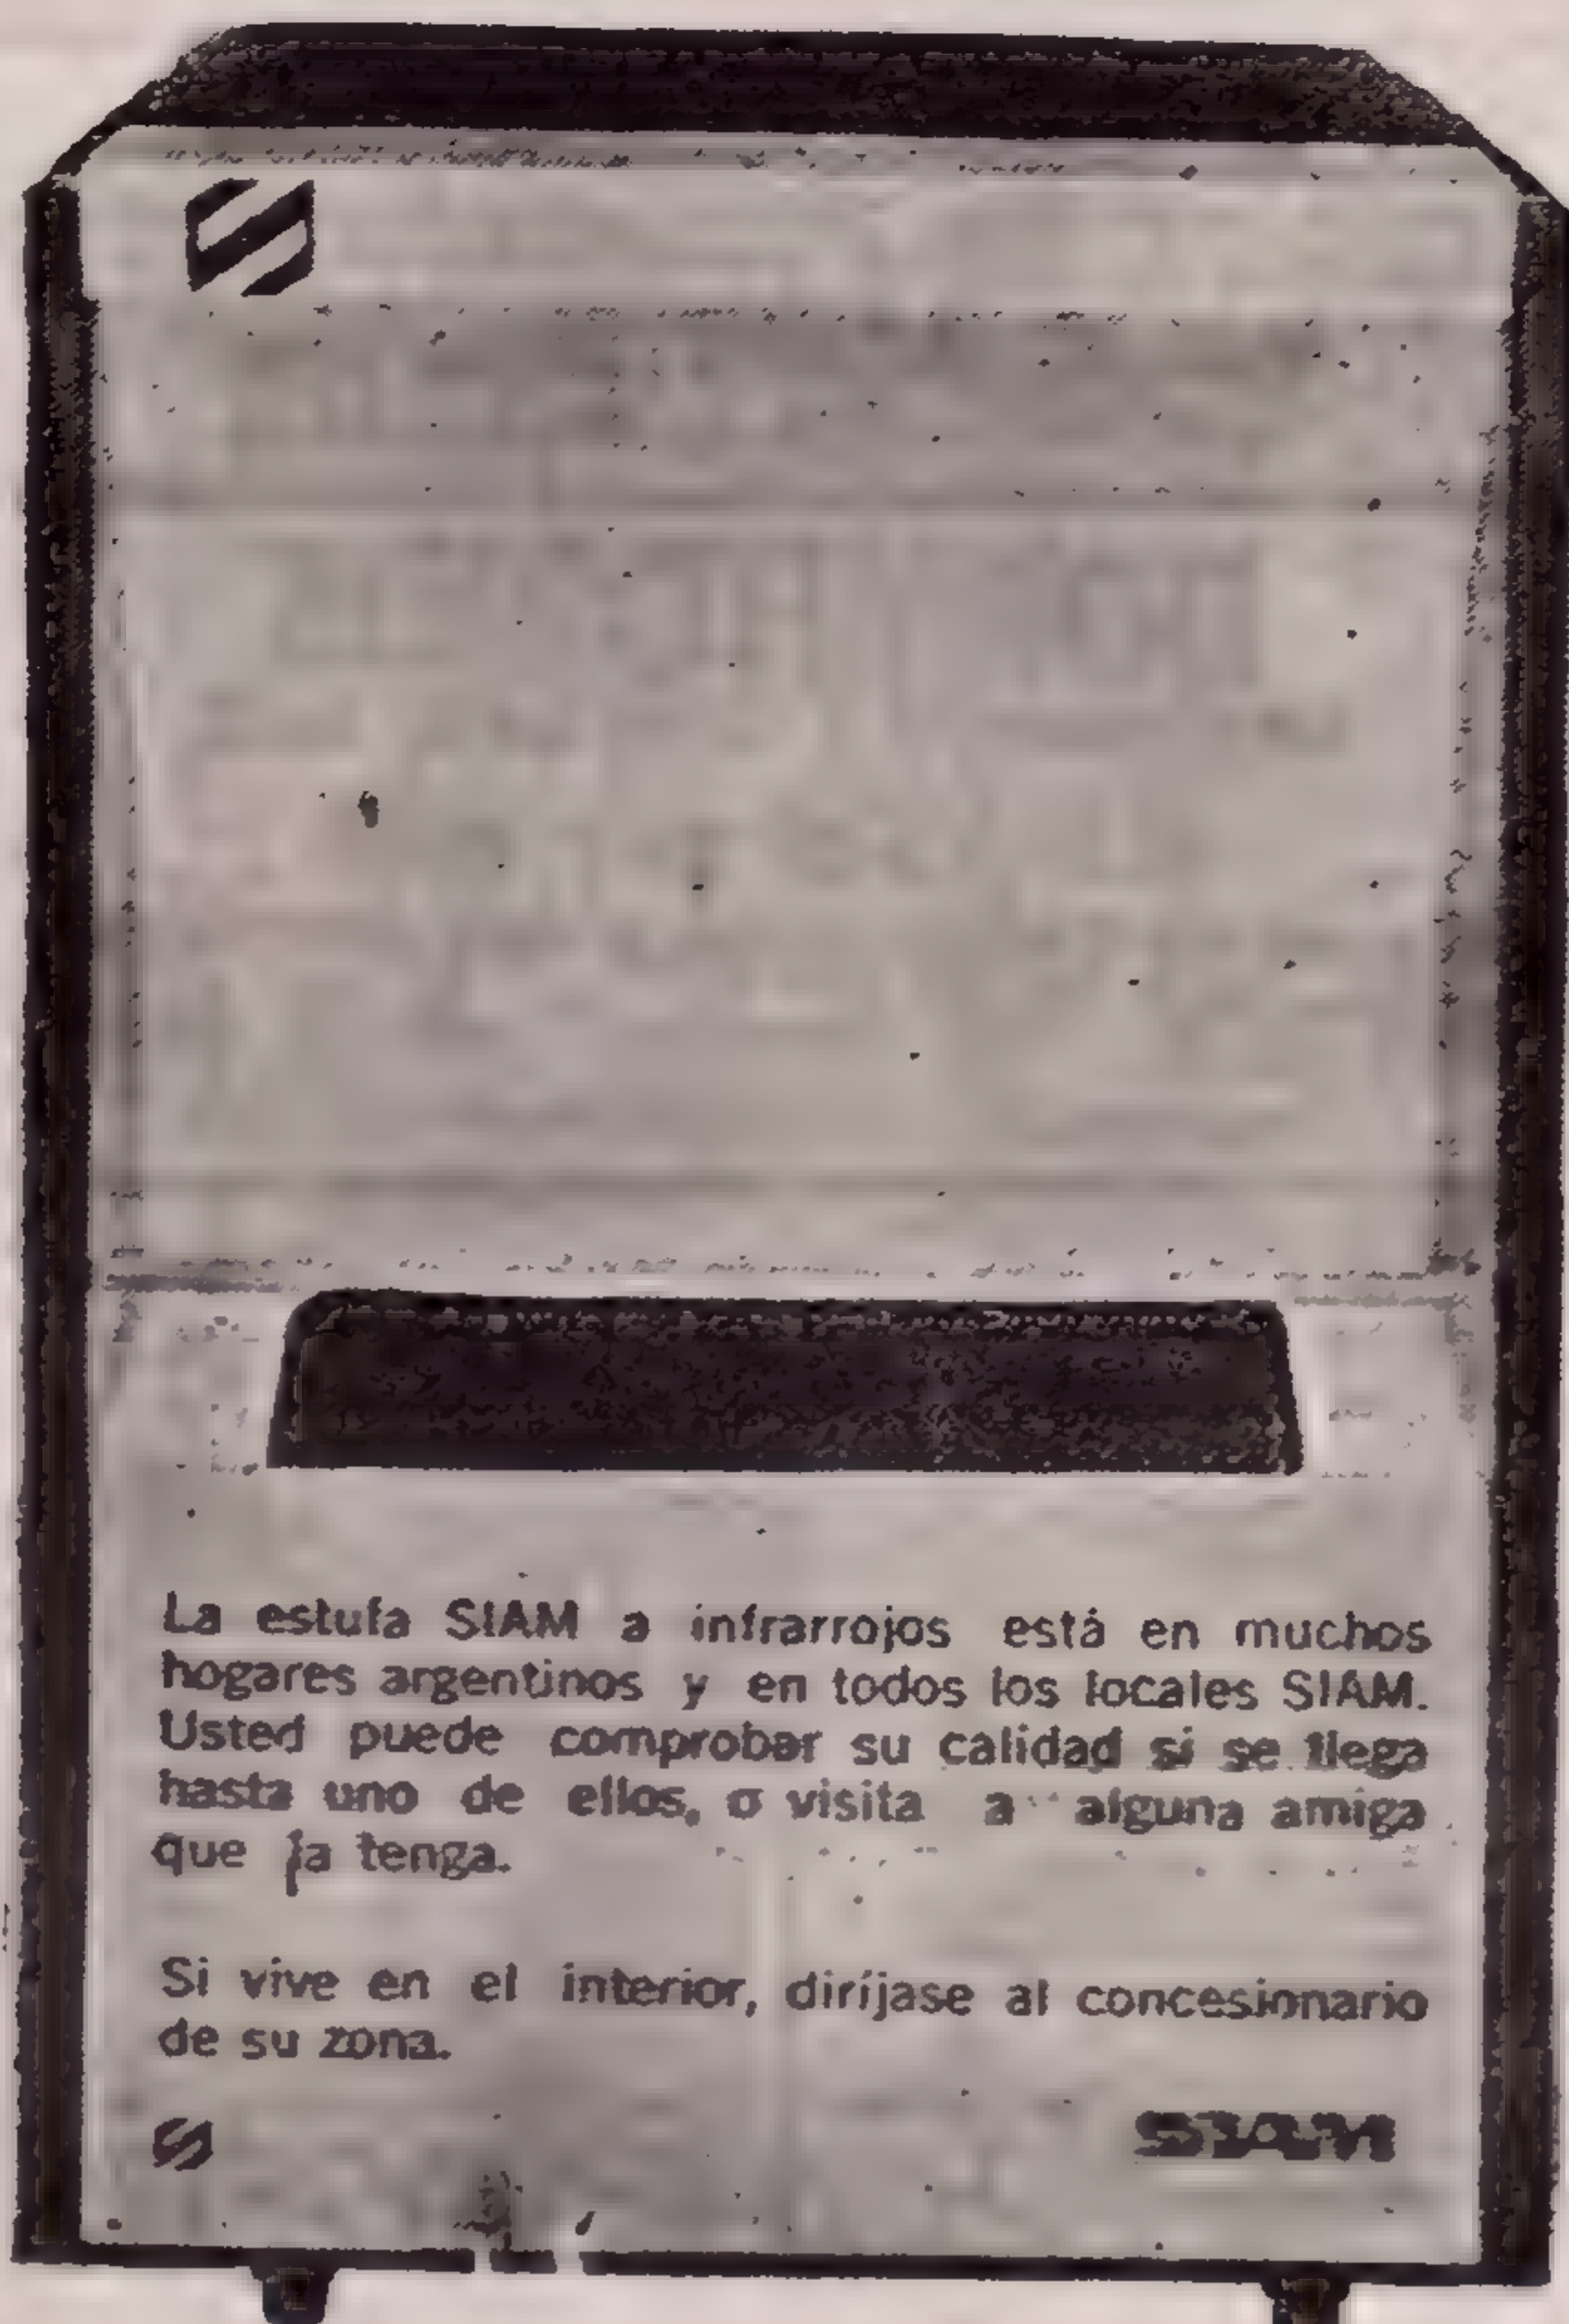 La estufa SIAM a infrarrojos está en muchos
hogares argentinos y en todos los locales SIAM.
Usted puede comprobar su calidad si se llega
hasta uno de ellos, o visita a alguna amiga
que la tenga.
Si vive en el interior, diríjase al concesionario
de su zona.
SIAM